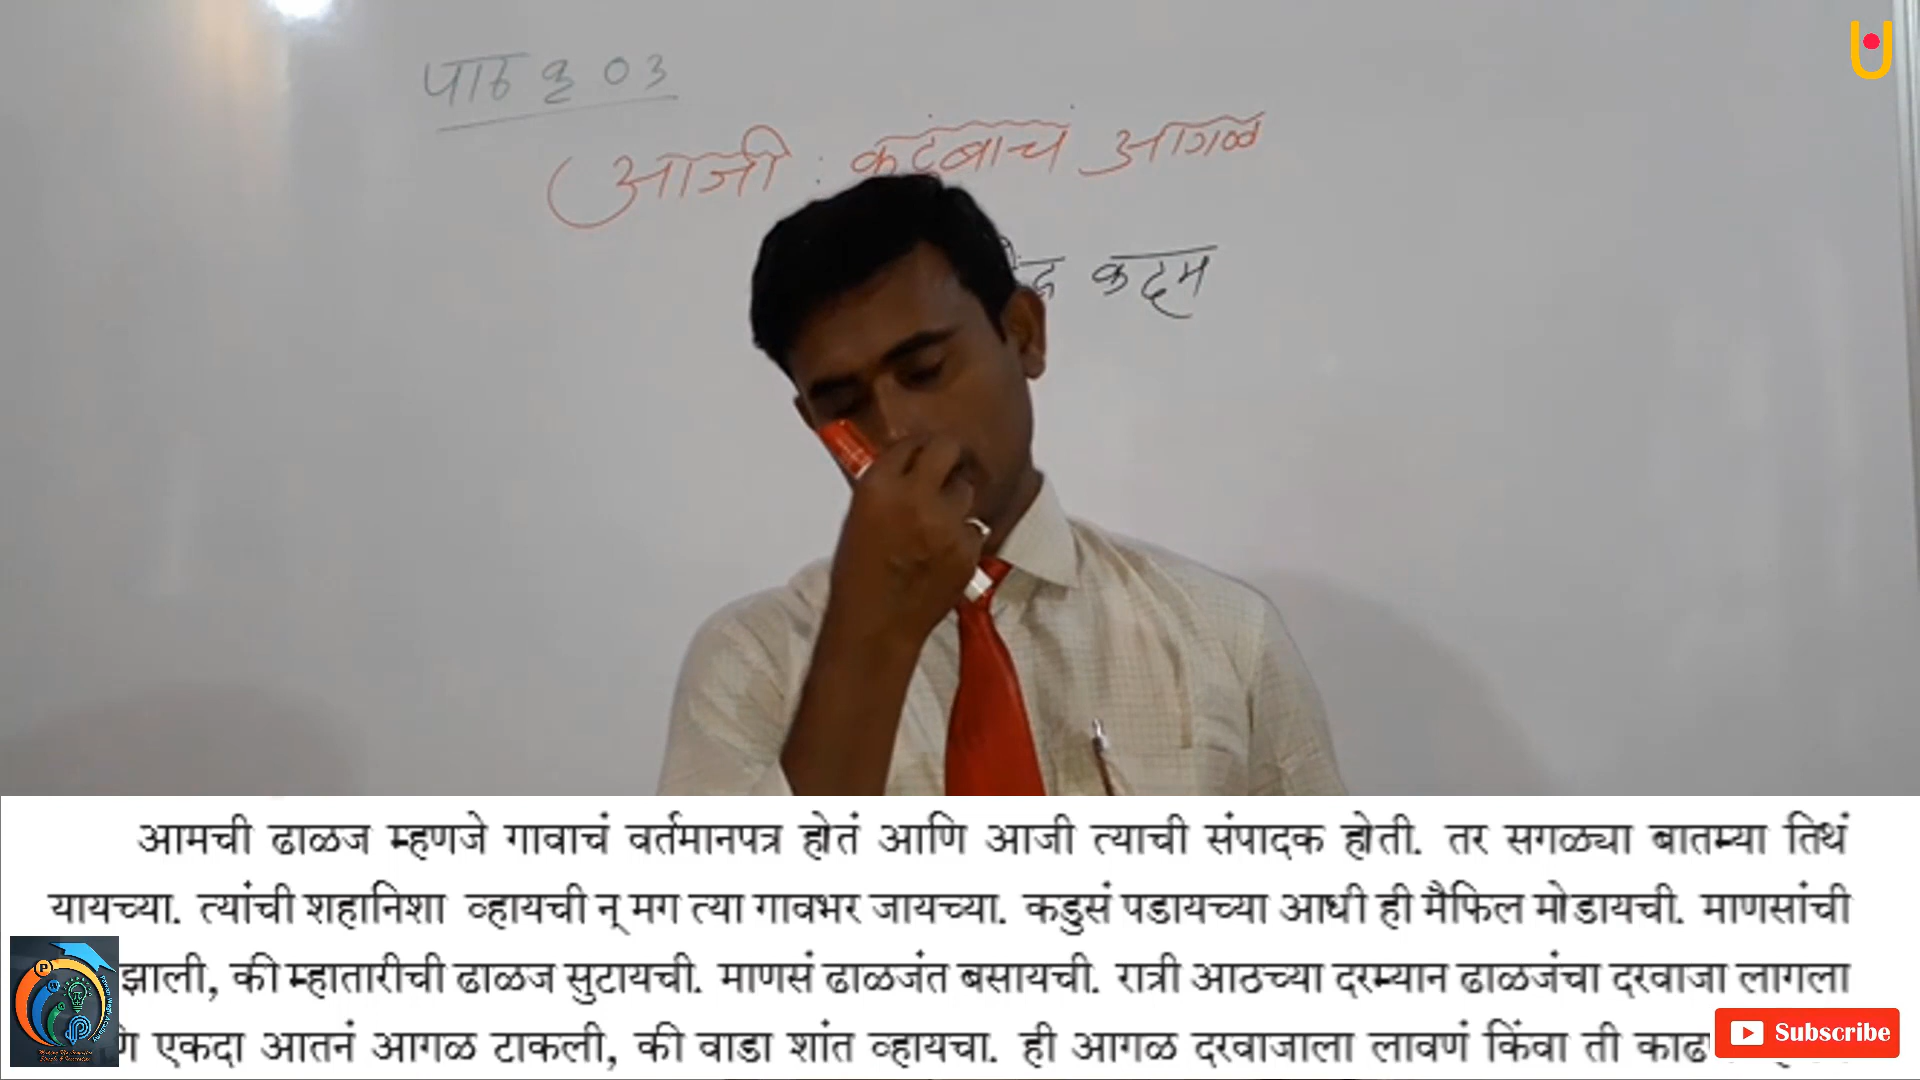 पाठ क्र 03
आजी : कुटुंबाचं आगळ
कदम
आमची ढाळज म्हणजे गावाचं वर्तमानपत्र होतं आणि आजी त्याची संपादक होती. तर सगळ्या बातम्या तिथं
यायच्या. त्यांची शहानिशा व्हायची न् मग त्या गावभर जायच्या. कडुसं पडायच्या आधी ही मैफिल मोडायची. माणसांची
झाली, की म्हातारीची ढाळज सुटायची. माणसं ढाळजंत बसायची. रात्री आठच्या दरम्यान ढाळजंचा दरवाजा लागला
एकदा आतनं आगळ टाकली, की वाडा शांत व्हायचा. ही आगळ दरवाजाला लावणं किंवा ती
Subscribe